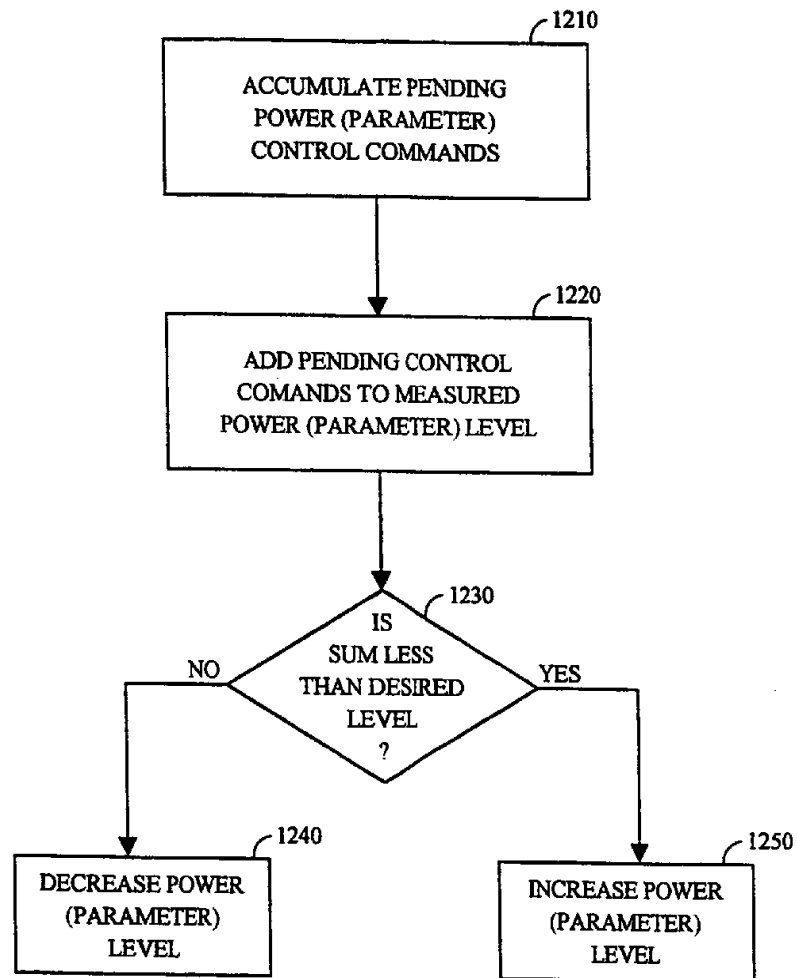 1210
ACCUMULATE PENDING
POWER (PARAMETER)
CONTROL COMMANDS
1220
ADD PENDING CONTROL
COMANDS TO MEASURED
POWER (PARAMETER) LEVEL
1230
IS
SUM LESS
THAN DESIRED
LEVEL
?
NO
YES
1240
DECREASE POWER
(PARAMETER)
LEVEL
1250
INCREASE POWER
(PARAMETER)
LEVEL